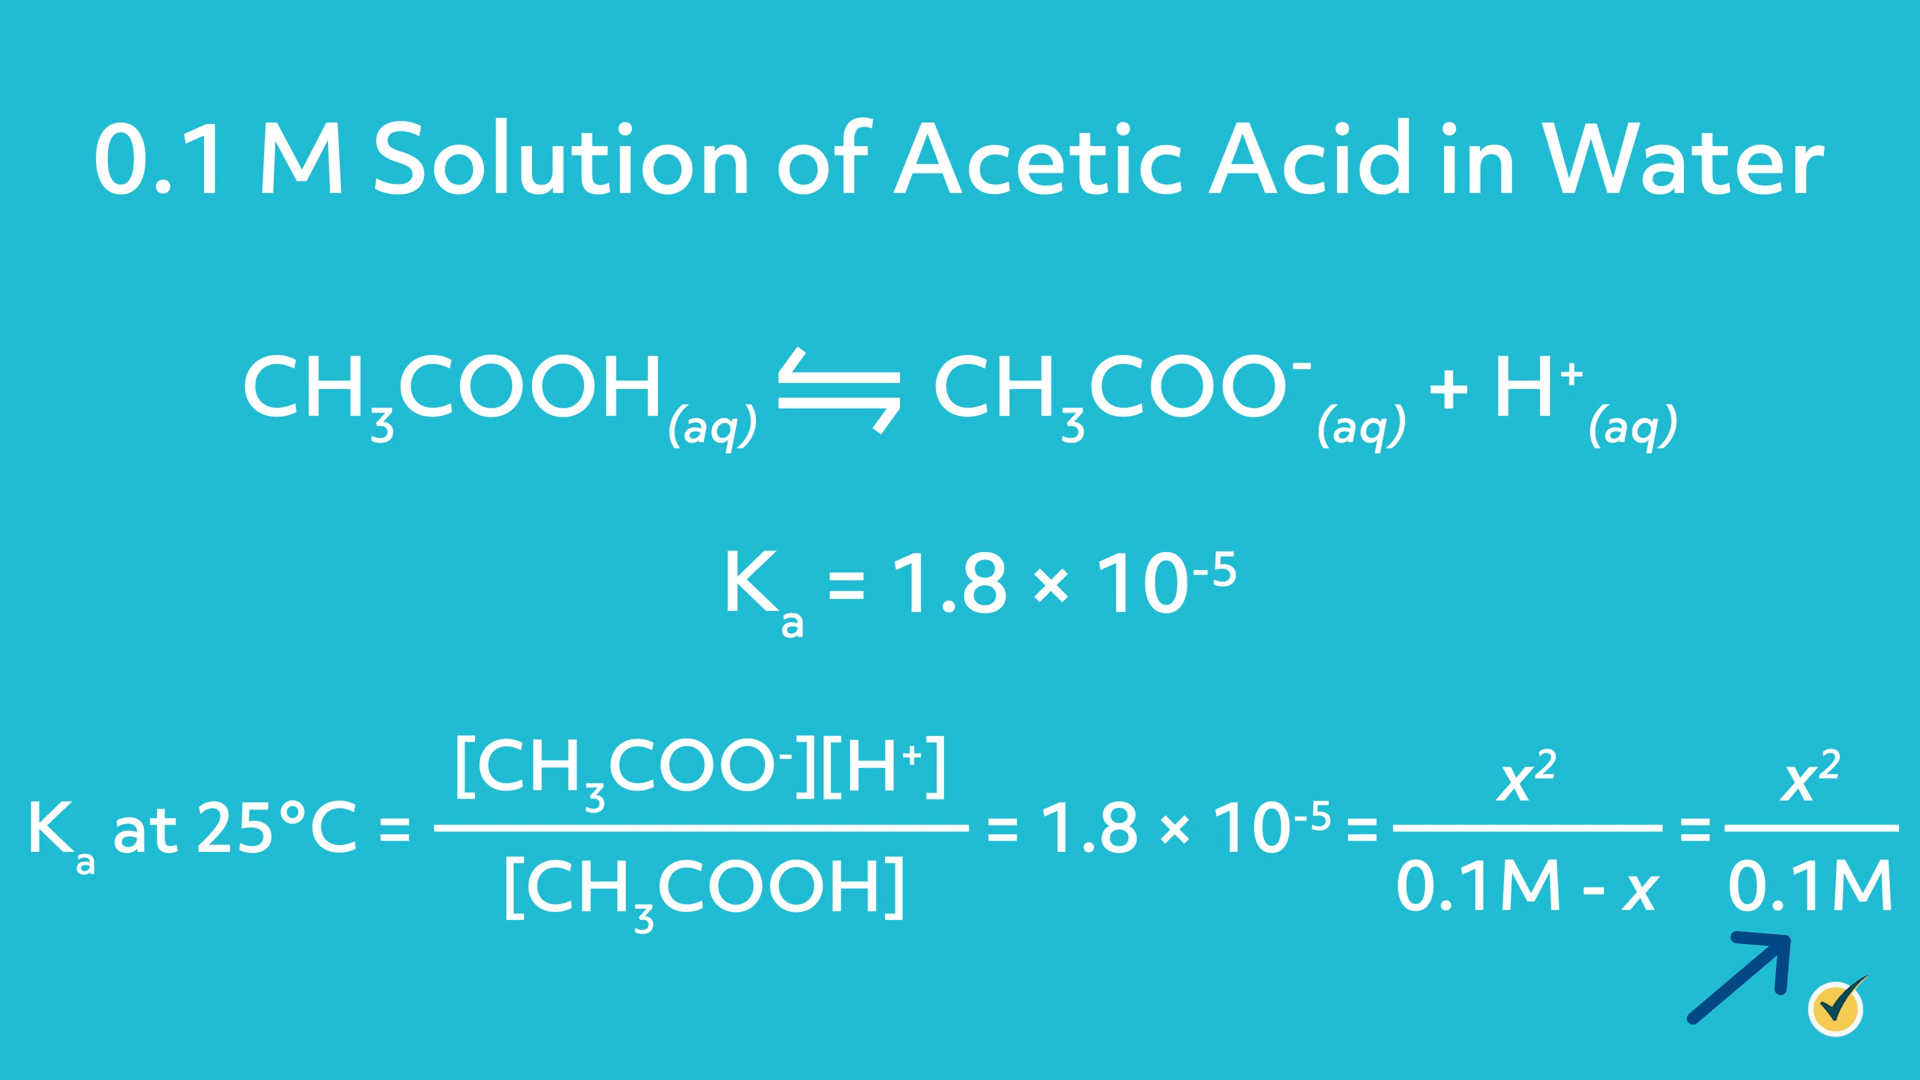 0.1 M Solution of Acetic Acid in Water
CH₃COOH(aq) ⇌ CH₃COO⁻(aq) + H⁺(aq)
Kₐ = 1.8 × 10⁻⁵
Kₐ at 25°C = [CH₃COO⁻][H⁺] / [CH₃COOH] = 1.8 × 10⁻⁵ = x² / 0.1M - x = x² / 0.1M